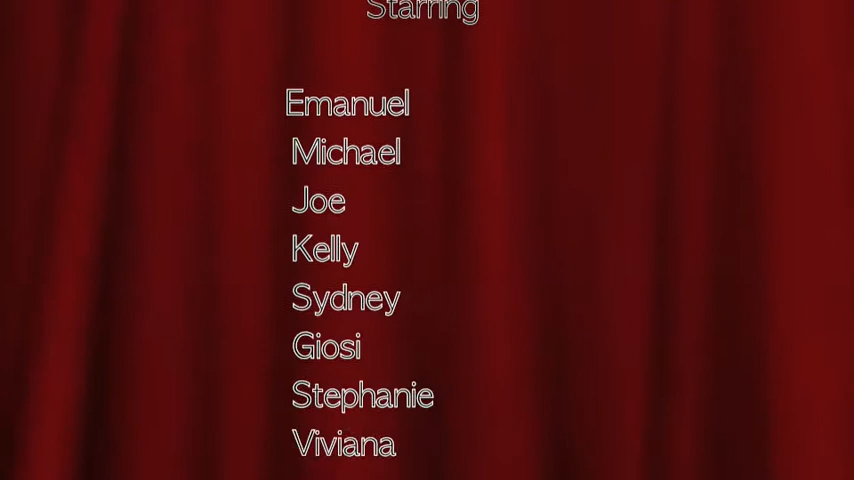 Starring
Emanuel
Michael
Joe
Kelly
Sydney
Giosi
Stephanie
Viviana